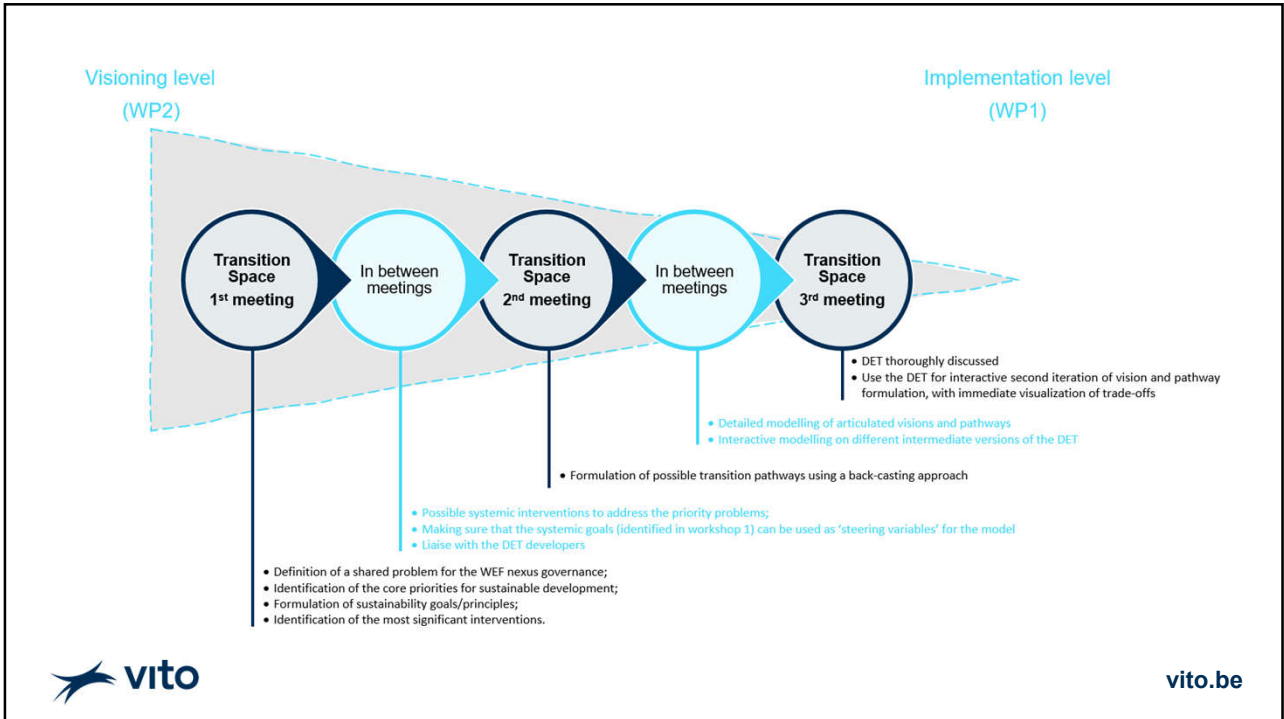 Visioning level
(WP2)
Implementation level
(WP1)
Transition
Space
1st meeting
In between
meetings
Transition
Space
2nd meeting
In between
meetings
Transition
Space
3rd meeting
• DET thoroughly discussed
• Use the DET for interactive second iteration of vision and pathway
formulation, with immediate visualization of trade-offs
• Detailed modelling of articulated visions and pathways
• Interactive modelling on different intermediate versions of the DET
• Formulation of possible transition pathways using a back-casting approach
• Possible systemic interventions to address the priority problems;
• Making sure that the systemic goals (identified in workshop 1) can be used as ‘steering variables’ for the model
• Liaise with the DET developers
• Definition of a shared problem for the WEF nexus governance;
• Identification of the core priorities for sustainable development;
• Formulation of sustainability goals/principles;
• Identification of the most significant interventions.
vito
vito.be